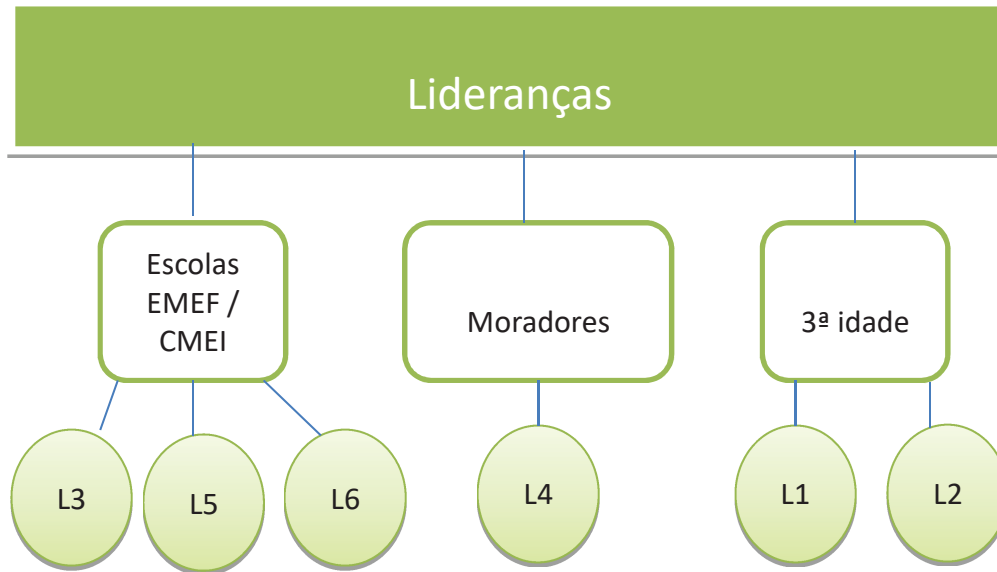 Lideranças
Escolas
EMEF /
CMEI
Moradores
3ª idade
L3
L5
L6
L4
L1
L2